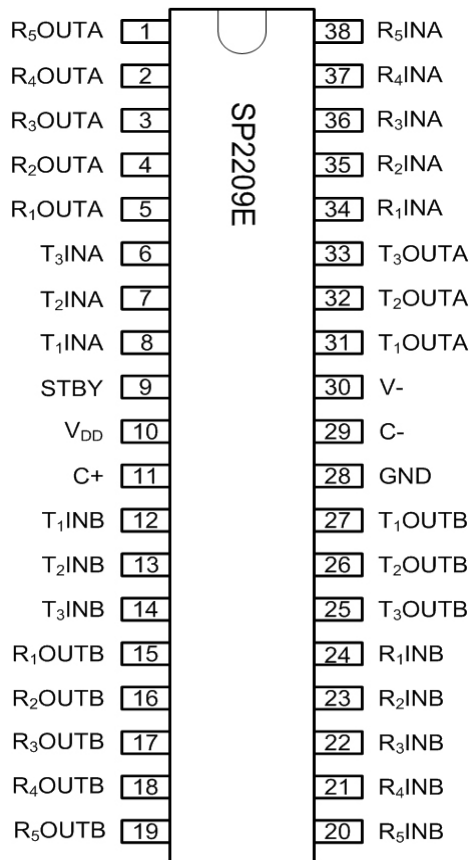 R₅OUTA 1 38 R₅INA
R₄OUTA 2 37 R₄INA
R₃OUTA 3 36 R₃INA
R₂OUTA 4 35 R₂INA
R₁OUTA 5 34 R₁INA
T₃INA 6 33 T₃OUTA
T₂INA 7 32 T₂OUTA
T₁INA 8 31 T₁OUTA
STBY 9 30 V-
V_DD 10 29 C-
C+ 11 28 GND
T₁INB 12 27 T₁OUTB
T₂INB 13 26 T₂OUTB
T₃INB 14 25 T₃OUTB
R₁OUTB 15 24 R₁INB
R₂OUTB 16 23 R₂INB
R₃OUTB 17 22 R₃INB
R₄OUTB 18 21 R₄INB
R₅OUTB 19 20 R₅INB
SP2209E